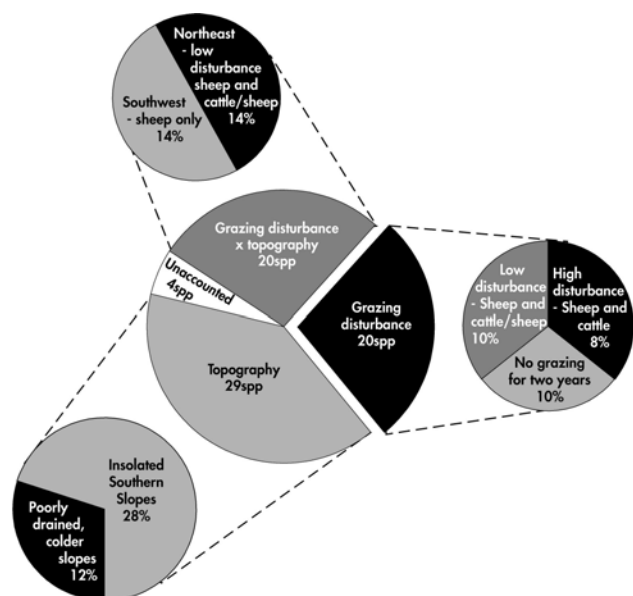 Northeast
- low
disturbance
sheep and
cattle/sheep
14%
Southwest
- sheep only
14%
Grazing disturbance
x topography
20spp
Unaccounted
4spp
Grazing
disturbance
20spp
Topography
29spp
Low
disturbance
- Sheep and
cattle/sheep
10%
High
disturbance
- Sheep and
cattle
8%
No grazing
for two years
10%
Insolated
Southern
Slopes
28%
Poorly
drained,
colder
slopes
12%